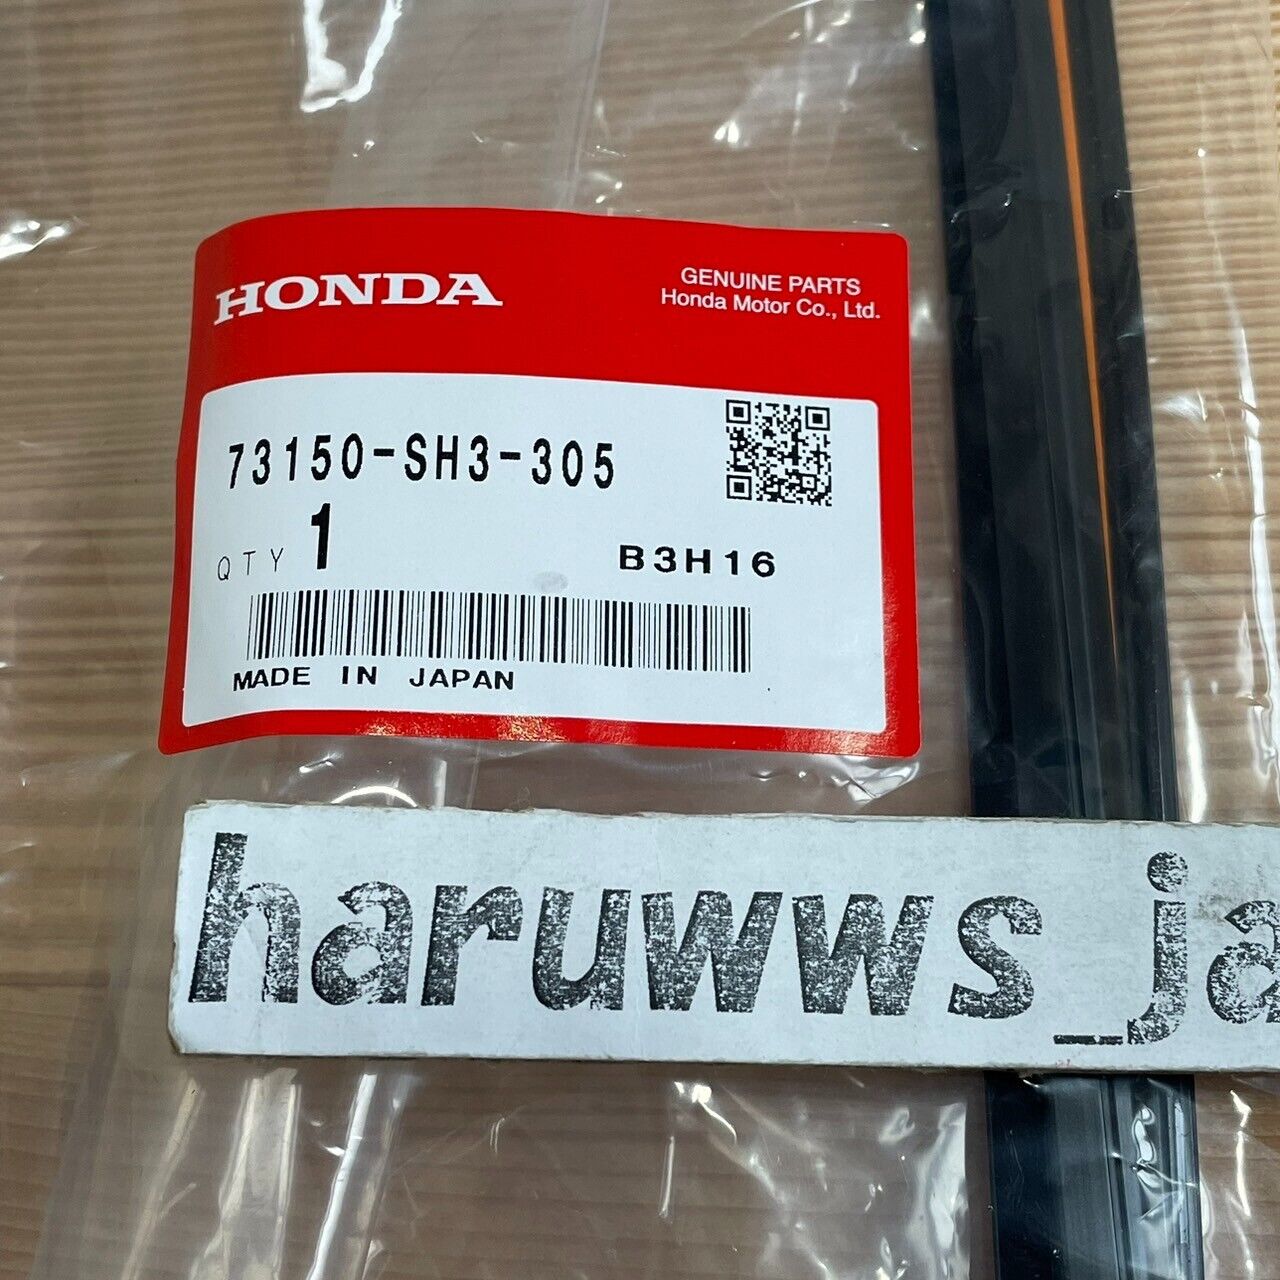 HONDA
GENUINE PARTS
Honda Motor Co., Ltd.
73150-SH3-305
QTY 1
B3H16
MADE IN JAPAN
haruwws_ja